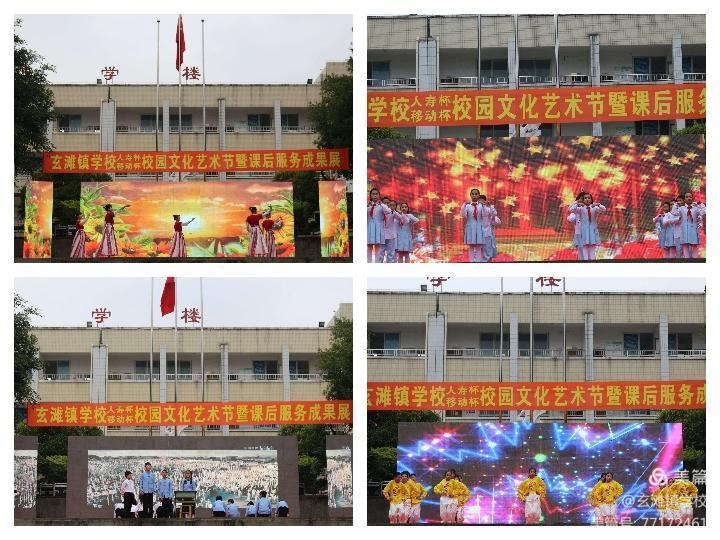 学 楼
玄滩镇学校人寿杯移动杯校园文化艺术节暨课后服务成果展
学校人寿杯移动杯校园文化艺术节暨课后服务
学 楼
玄滩镇学校人寿杯移动杯校园文化艺术节暨课后服务成果展
学 楼
玄滩镇学校人寿杯移动杯校园文化艺术节暨课后服务成
美篇
@玄滩镇学校
美篇号:77172461